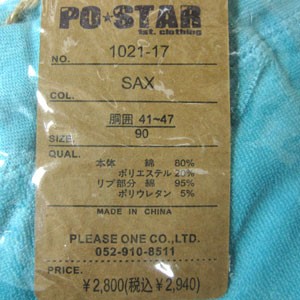 PO★STAR
1st. clothing
NO. 1021-17
COL. SAX
胴囲 41~47
SIZE: 90
QUAL.
本体 綿 80%
ポリエステル 20%
リブ部分 綿 95%
ポリウレタン 5%
MADE IN CHINA
PLEASE ONE CO.,LTD.
052-910-8511
PRICE.
¥2,800(税込¥2,940)